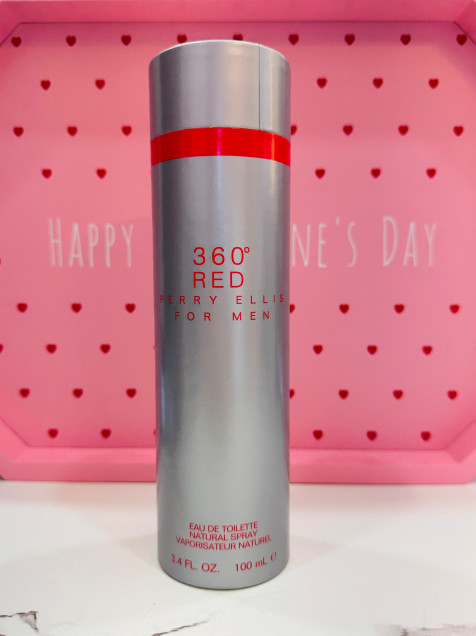 HAPPY NE'S DAY
360°
RED
PERRY ELLIS
FOR MEN
EAU DE TOILETTE
NATURAL SPRAY
VAPORISATEUR NATUREL
3.4 FL. OZ. 100 mL e